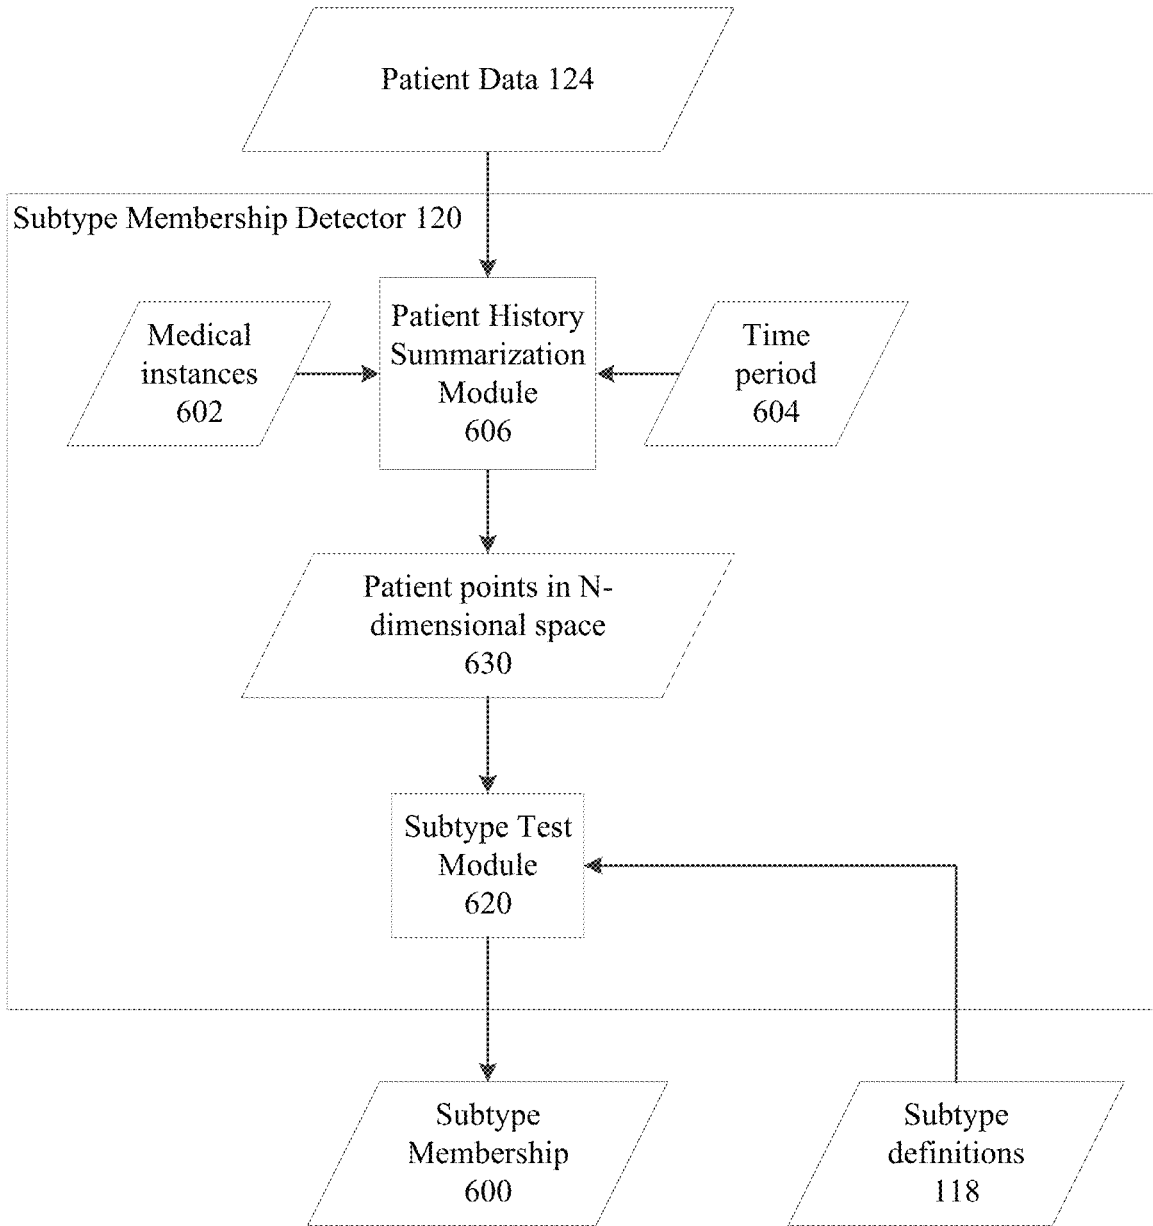 Patient Data 124
Subtype Membership Detector 120
Medical
instances
602
Patient History
Summarization
Module
606
Time
period
604
Patient points in N-
dimensional space
630
Subtype Test
Module
620
Subtype
Membership
600
Subtype
definitions
118